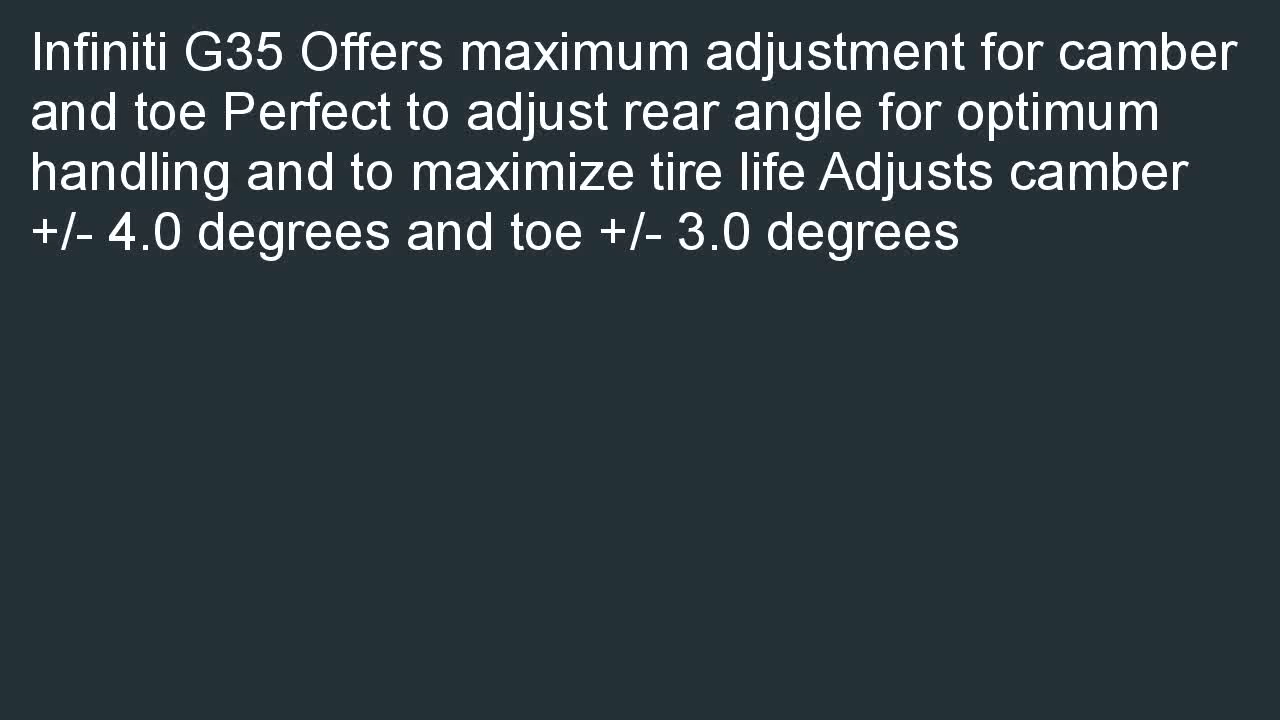 Infiniti G35 Offers maximum adjustment for camber
and toe Perfect to adjust rear angle for optimum
handling and to maximize tire life Adjusts camber
+/- 4.0 degrees and toe +/- 3.0 degrees